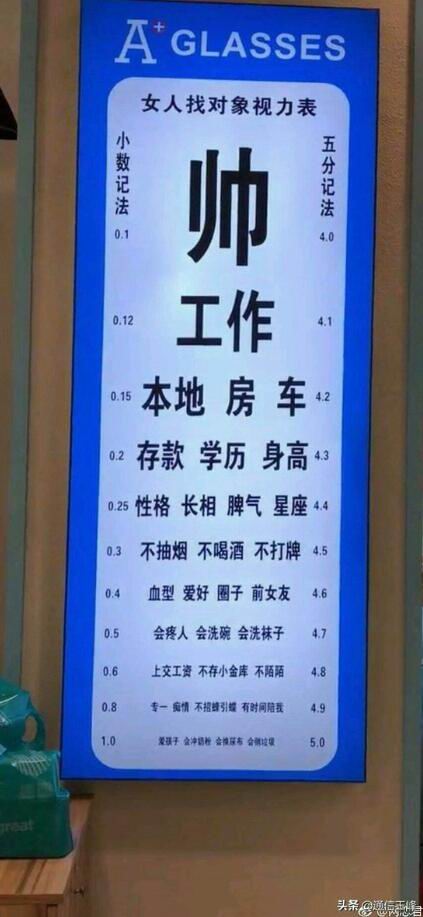 A+ GLASSES
女人找对象视力表
小数记法 五分记法
0.1 帅 4.0
0.12 工作 4.1
0.15 本地 房 车 4.2
0.2 存款 学历 身高 4.3
0.25 性格 长相 脾气 星座 4.4
0.3 不抽烟 不喝酒 不打牌 4.5
0.4 血型 爱好 圈子 前女友 4.6
0.5 会疼人 会洗碗 会洗袜子 4.7
0.6 上交工资 不存小金库 不陌陌 4.8
0.8 专一 痴情 不招蜂引蝶 有时间陪我 4.9
1.0 爱孩子 会冲奶粉 会换尿布 会倒垃圾 5.0
great
头条 @通信王峰